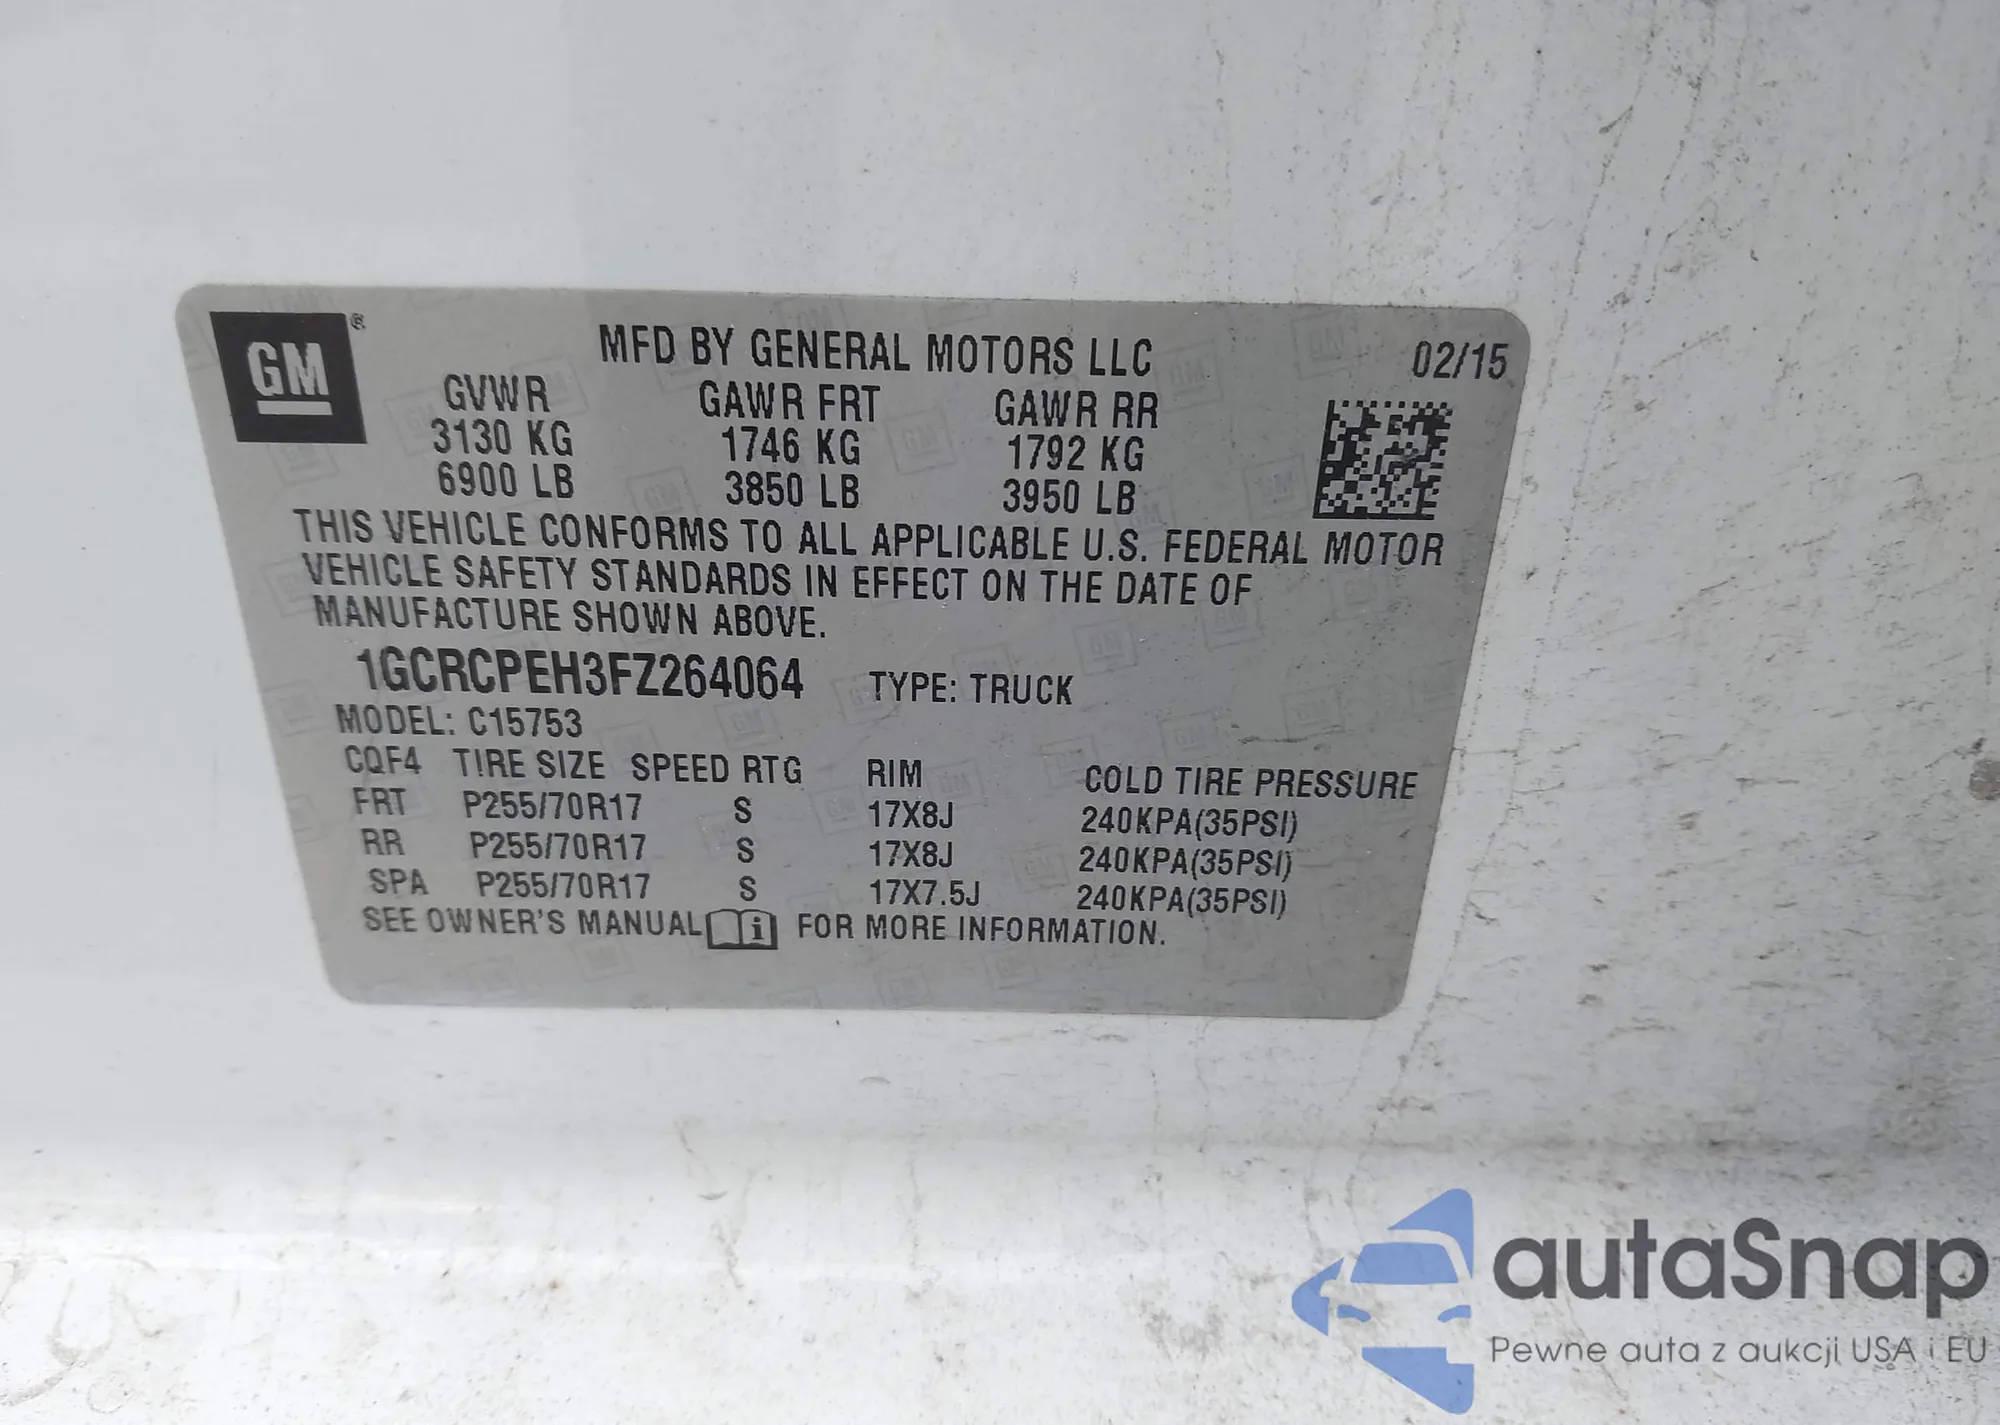 GM ®
MFD BY GENERAL MOTORS LLC 02/15
GVWR GAWR FRT GAWR RR
3130 KG 1746 KG 1792 KG
6900 LB 3850 LB 3950 LB
THIS VEHICLE CONFORMS TO ALL APPLICABLE U.S. FEDERAL MOTOR
VEHICLE SAFETY STANDARDS IN EFFECT ON THE DATE OF
MANUFACTURE SHOWN ABOVE.
1GCRCPEH3FZ264064 TYPE: TRUCK
MODEL: C15753
CQF4 TIRE SIZE SPEED RTG RIM COLD TIRE PRESSURE
FRT P255/70R17 S 17X8J 240KPA(35PSI)
RR P255/70R17 S 17X8J 240KPA(35PSI)
SPA P255/70R17 S 17X7.5J 240KPA(35PSI)
SEE OWNER'S MANUAL i FOR MORE INFORMATION.
autaSnap
Pewne auta z aukcji USA i EU